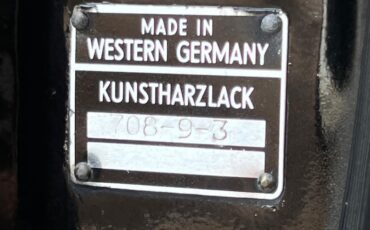 MADE IN
WESTERN GERMANY
KUNSTHARZLACK
708-9-3